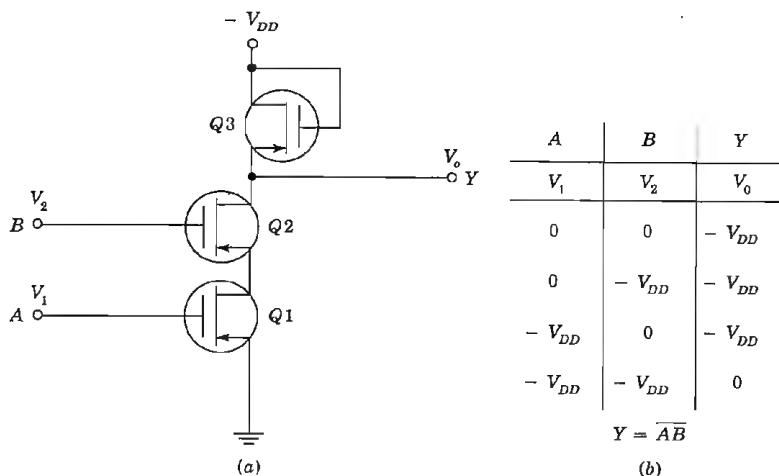 - V_DD
Q3
V_o
Y
V_2
B
Q2
V_1
A
Q1
(a)
A B Y
V_1 V_2 V_0
0 0 - V_DD
0 - V_DD - V_DD
- V_DD 0 - V_DD
- V_DD - V_DD 0
Y = \overline{AB}
(b)